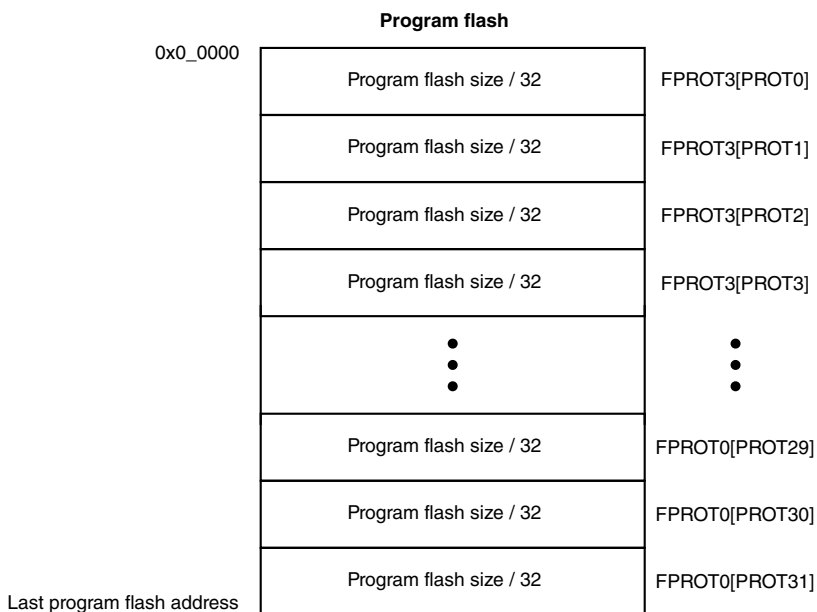 Program flash
0x0_0000
Program flash size / 32 FPROT3[PROT0]
Program flash size / 32 FPROT3[PROT1]
Program flash size / 32 FPROT3[PROT2]
Program flash size / 32 FPROT3[PROT3]
Program flash size / 32 FPROT0[PROT29]
Program flash size / 32 FPROT0[PROT30]
Program flash size / 32 FPROT0[PROT31]
Last program flash address